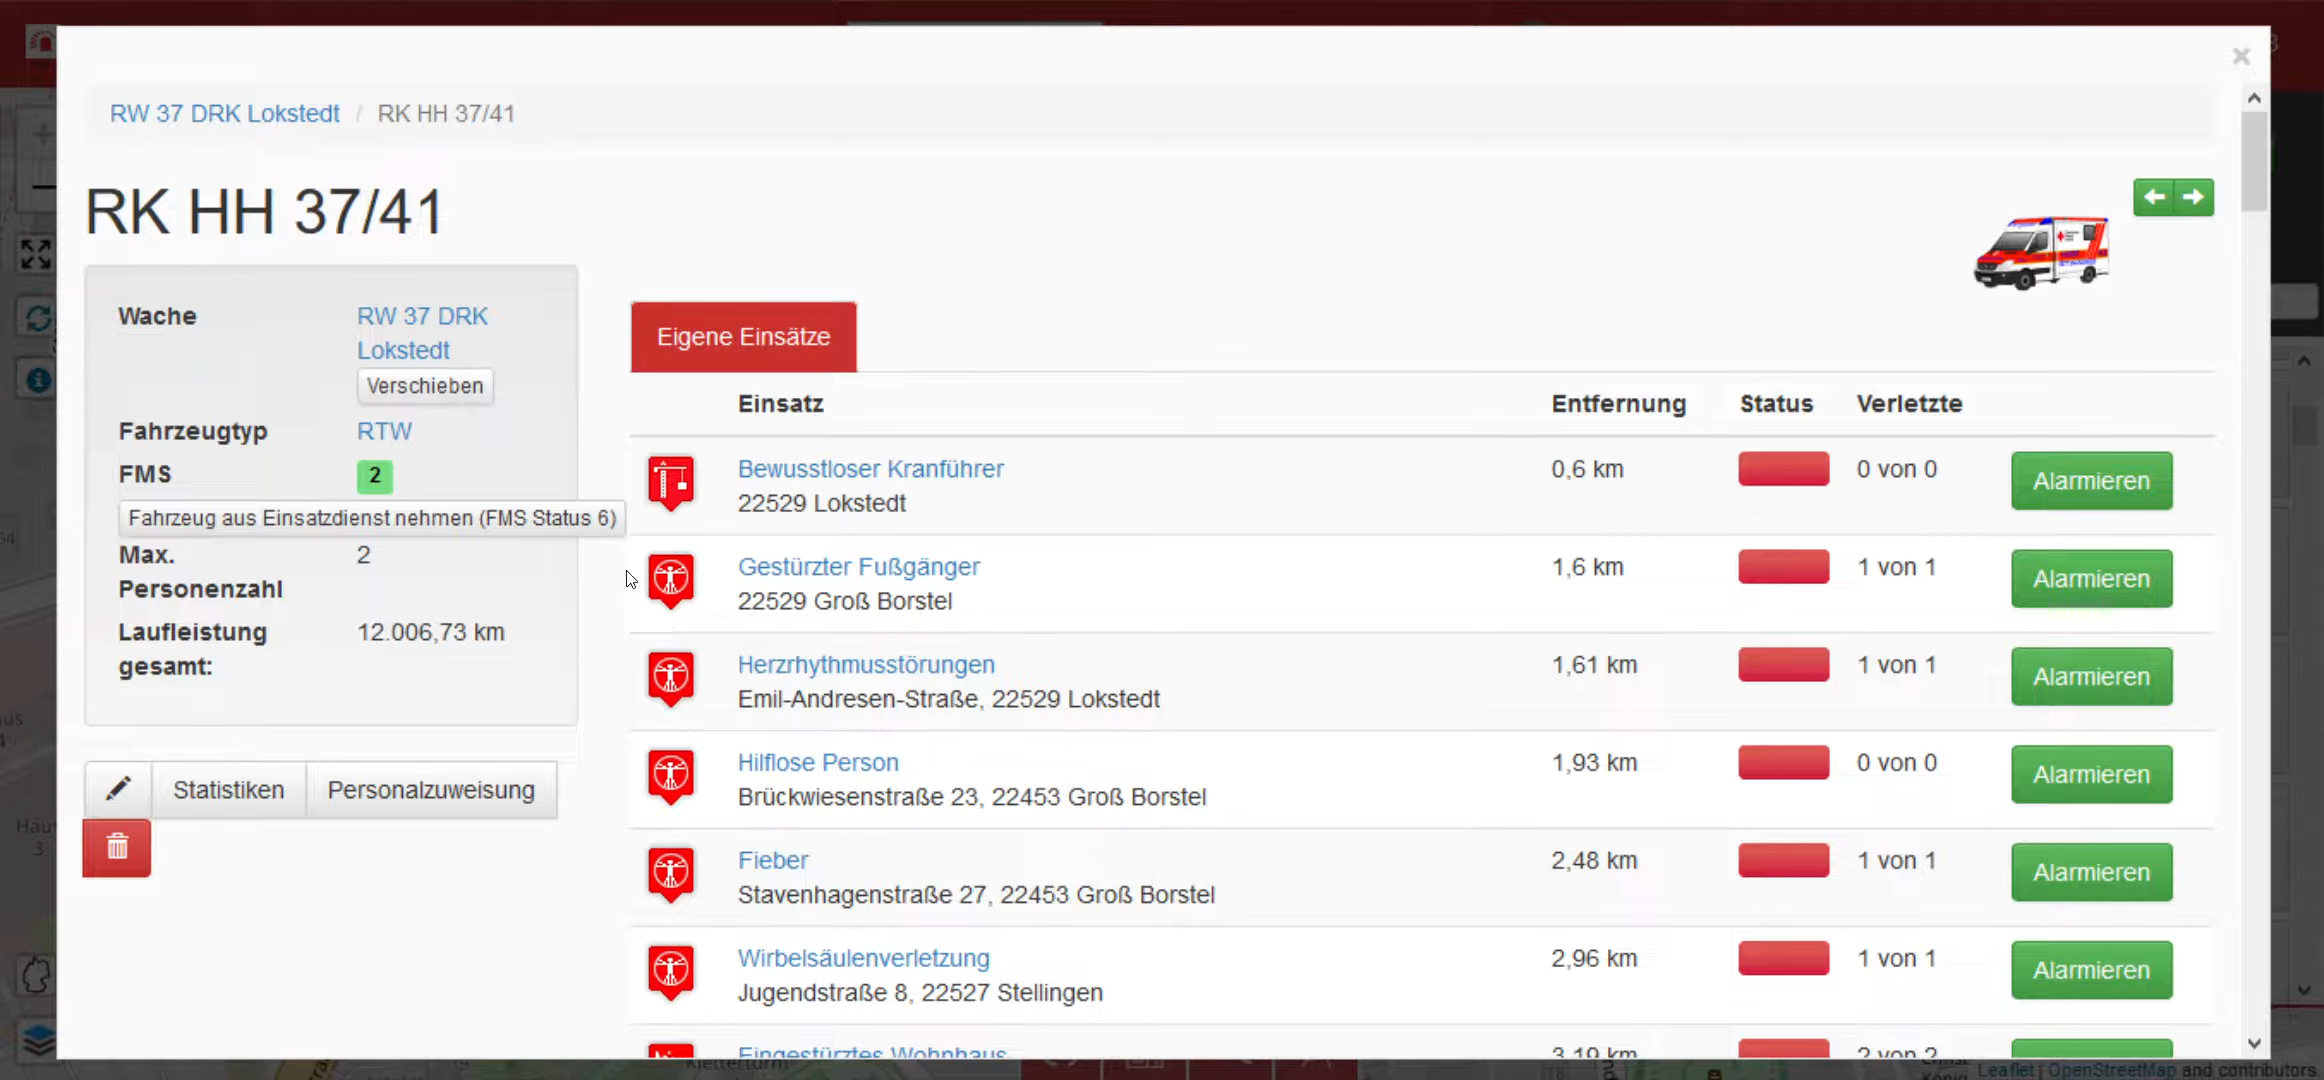 RW 37 DRK Lokstedt / RK HH 37/41
RK HH 37/41
Wache
RW 37 DRK
Lokstedt
Verschieben
Fahrzeugtyp
RTW
FMS
2
Fahrzeug aus Einsatzdienst nehmen (FMS Status 6)
Max.
Personenzahl
2
Laufleistung
gesamt:
12.006,73 km
Statistiken
Personalzuweisung
Eigene Einsätze
Einsatz Entfernung Status Verletzte
Bewusstloser Kranführer 0,6 km 0 von 0 Alarmieren
22529 Lokstedt
Gestürzter Fußgänger 1,6 km 1 von 1 Alarmieren
22529 Groß Borstel
Herzrhythmusstörungen 1,61 km 1 von 1 Alarmieren
Emil-Andresen-Straße, 22529 Lokstedt
Hilflose Person 1,93 km 0 von 0 Alarmieren
Brückwiesenstraße 23, 22453 Groß Borstel
Fieber 2,48 km 1 von 1 Alarmieren
Stavenhagenstraße 27, 22453 Groß Borstel
Wirbelsäulenverletzung 2,96 km 1 von 1 Alarmieren
Jugendstraße 8, 22527 Stellingen
Eingestürztes Wohnhaus 3,19 km 2 von 2
Leaflet | OpenStreetMap and contributors